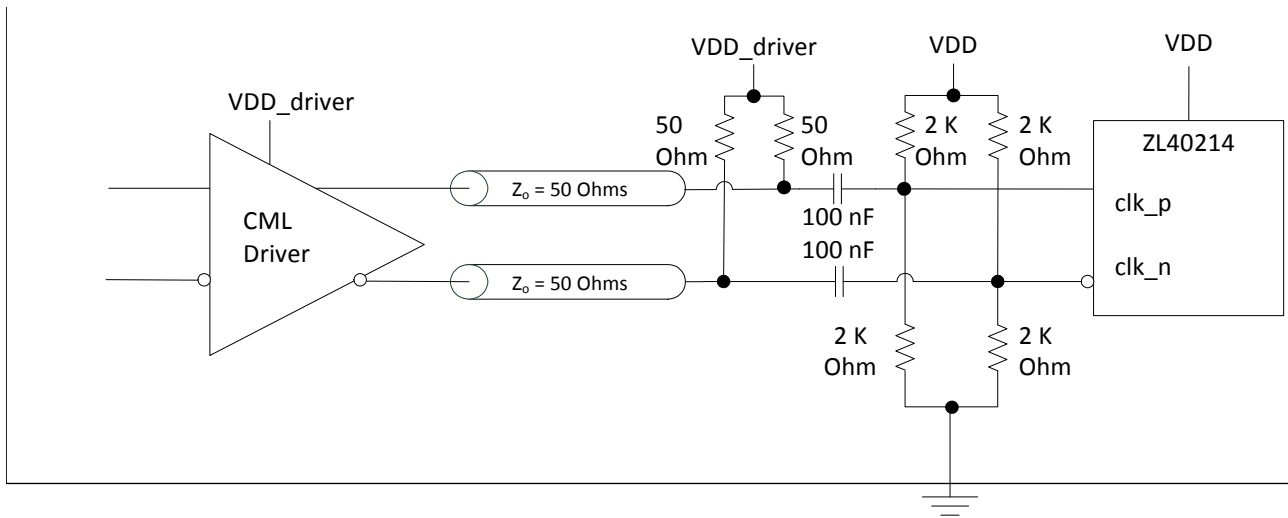 VDD_driver
VDD
VDD
VDD_driver
50
Ohm
50
Ohm
2 K
Ohm
2 K
Ohm
ZL40214
Zo = 50 Ohms
CML
Driver
100 nF
clk_p
100 nF
clk_n
Zo = 50 Ohms
2 K
Ohm
2 K
Ohm